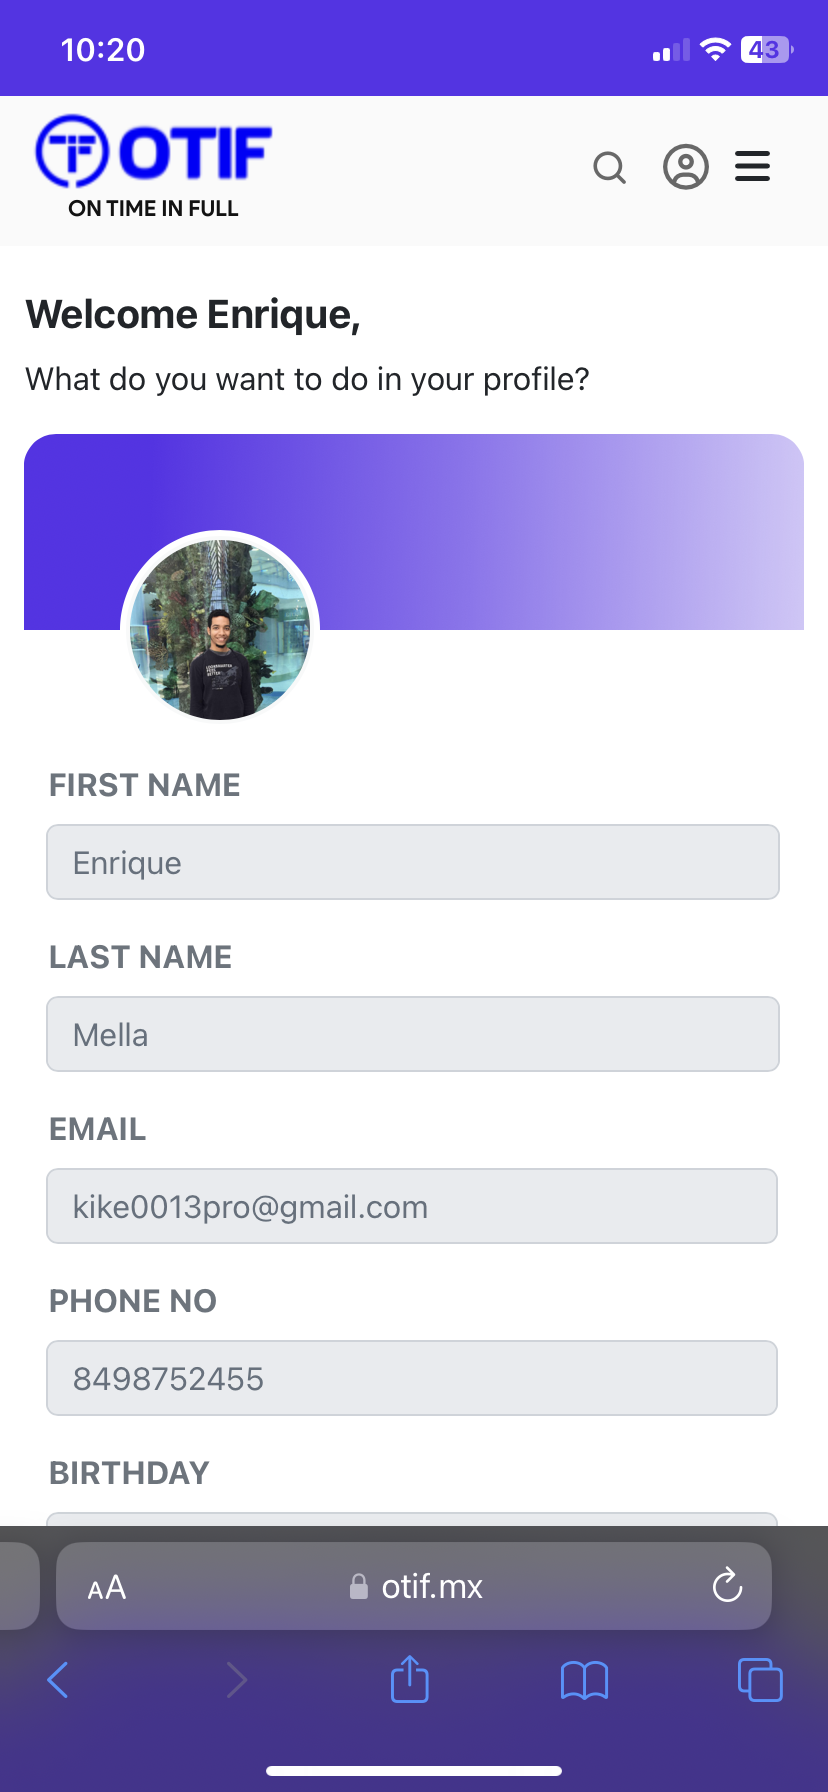 10:20
43
OTIF
ON TIME IN FULL
Welcome Enrique,
What do you want to do in your profile?
FIRST NAME
Enrique
LAST NAME
Mella
EMAIL
kike0013pro@gmail.com
PHONE NO
8498752455
BIRTHDAY
AA
otif.mx